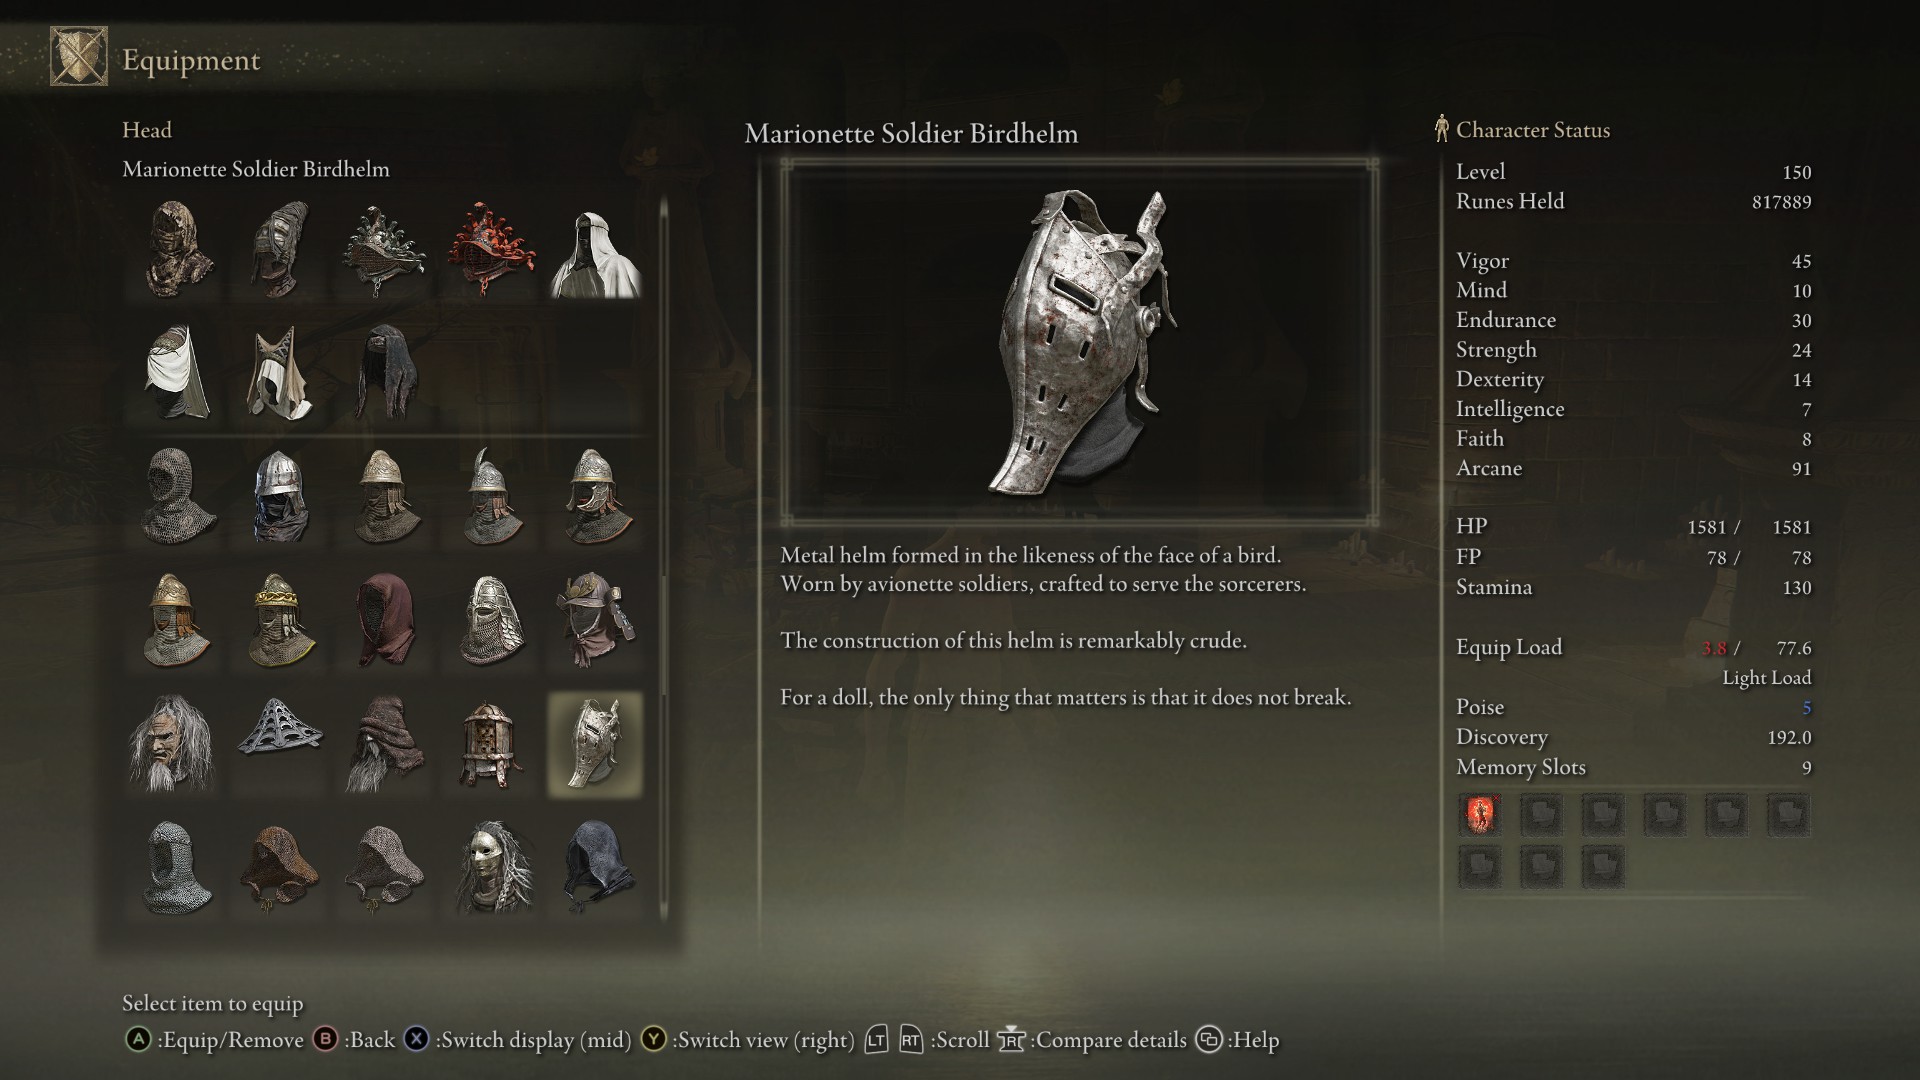 Equipment
Head
Marionette Soldier Birdhelm
Marionette Soldier Birdhelm
Metal helm formed in the likeness of the face of a bird.
Worn by avionette soldiers, crafted to serve the sorcerers.
The construction of this helm is remarkably crude.
For a doll, the only thing that matters is that it does not break.
Character Status
Level 150
Runes Held 817889
Vigor 45
Mind 10
Endurance 30
Strength 24
Dexterity 14
Intelligence 7
Faith 8
Arcane 91
HP 1581 / 1581
FP 78 / 78
Stamina 130
Equip Load 3.8 / 77.6
Light Load
Poise 5
Discovery 192.0
Memory Slots 9
Select item to equip
A :Equip/Remove B :Back X :Switch display (mid) Y :Switch view (right) LT RT :Scroll R :Compare details :Help